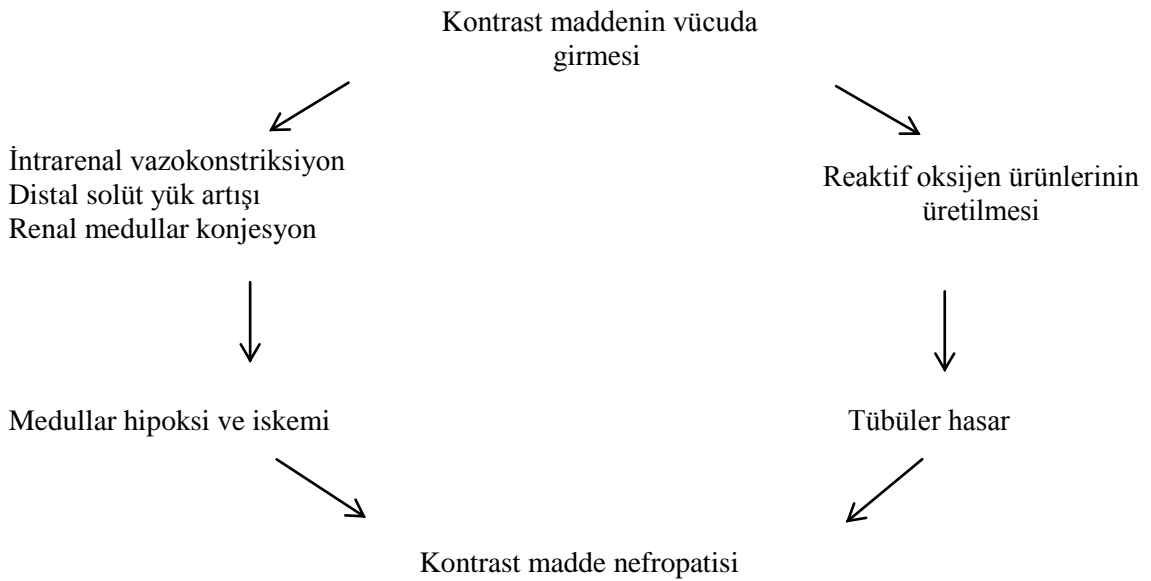 Kontrast maddenin vücuda
girmesi
İntrarenal vazokonstriksiyon
Distal solüt yük artışı
Renal medullar konjesyon
Reaktif oksijen ürünlerinin
üretilmesi
Medullar hipoksi ve iskemi
Tübüler hasar
Kontrast madde nefropatisi